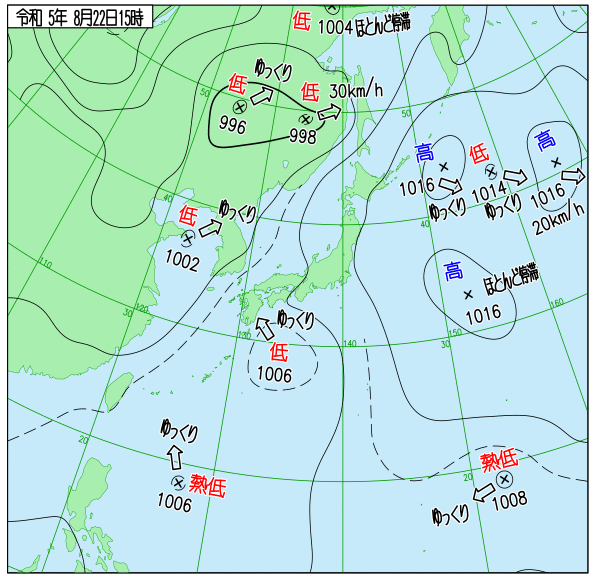 令和 5年 8月22日15時
低
1004 ほとんど停滞
低
ゆっくり
996
低
30km/h
998
50
50
高
1016
ゆっくり
低
1014
ゆっくり
高
1016
20km/h
40
40
低
ゆっくり
1002
高
ほとんど停滞
1016
110
120
30
130
140
30
150
160
ゆっくり
低
1006
20
20
ゆっくり
熱低
1006
熱低
1008
ゆっくり